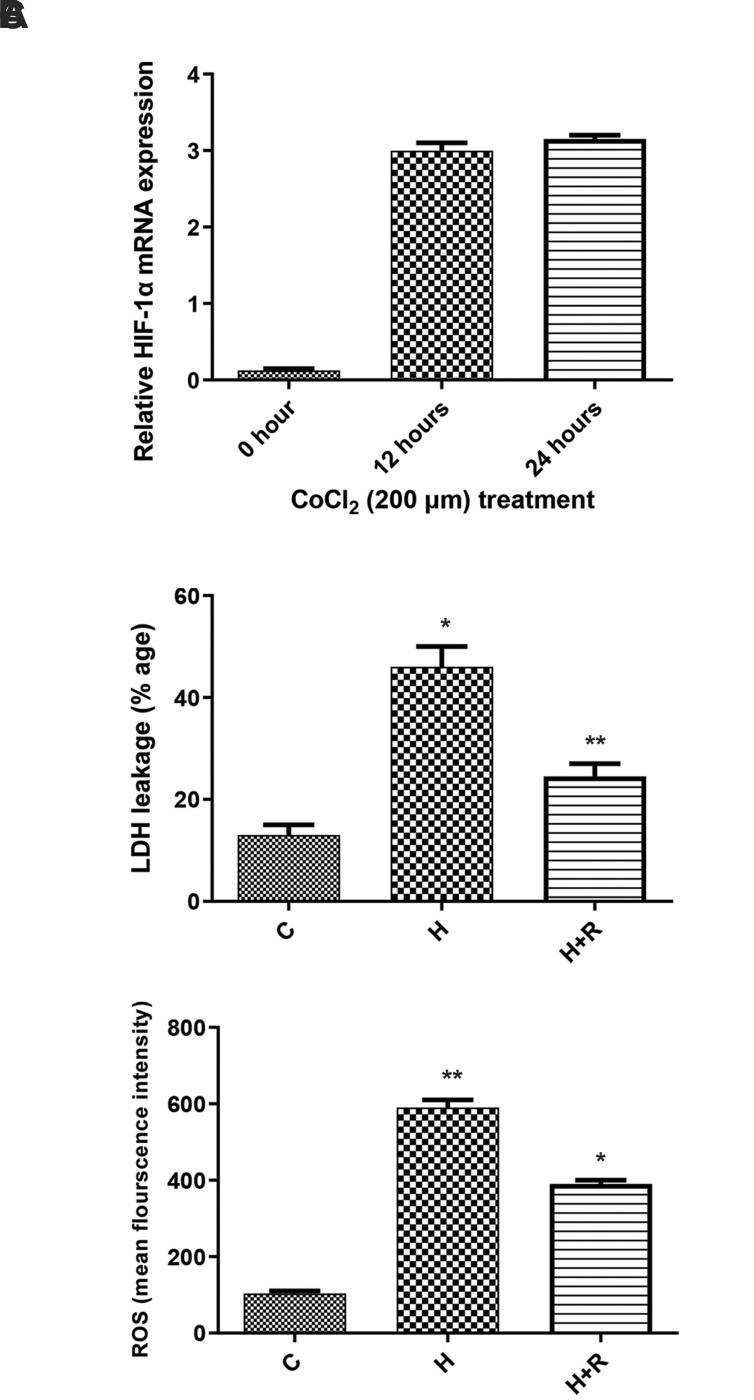 Relative HIF-1α mRNA expression
4
3
2
1
0
0 hour
12 hours
24 hours
CoCl₂ (200 µm) treatment
LDH leakage (% age)
60
40
20
0
*
**
C
H
H+R
ROS (mean flourscence intensity)
800
600
400
200
0
**
*
C
H
H+R